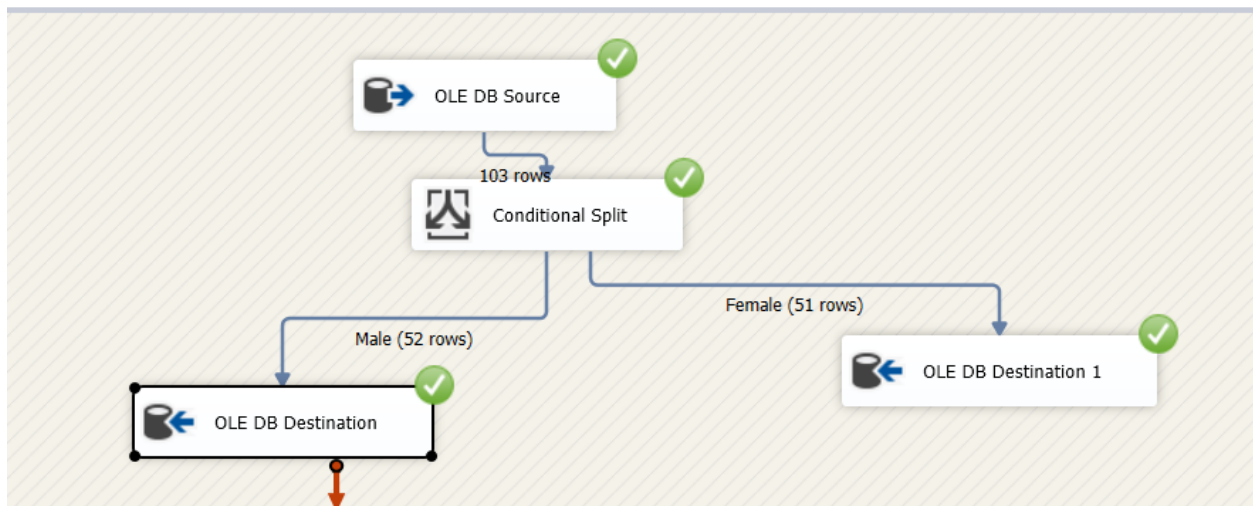 OLE DB Source
103 rows
Conditional Split
Female (51 rows)
Male (52 rows)
OLE DB Destination 1
OLE DB Destination